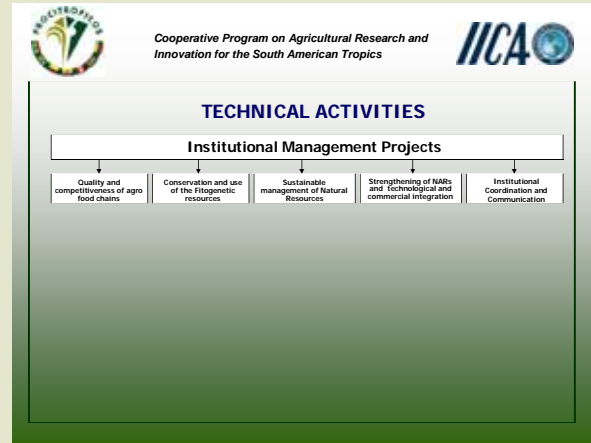 PROCITROPICOS
Cooperative Program on Agricultural Research and
Innovation for the South American Tropics
IICA
TECHNICAL ACTIVITIES
Institutional Management Projects
Quality and
competitiveness of agro
food chains
Conservation and use
of the Fitogenetic
resources
Sustainable
management of Natural
Resources
Strengthening of NARs
and technological and
commercial integration
Institutional
Coordination and
Communication